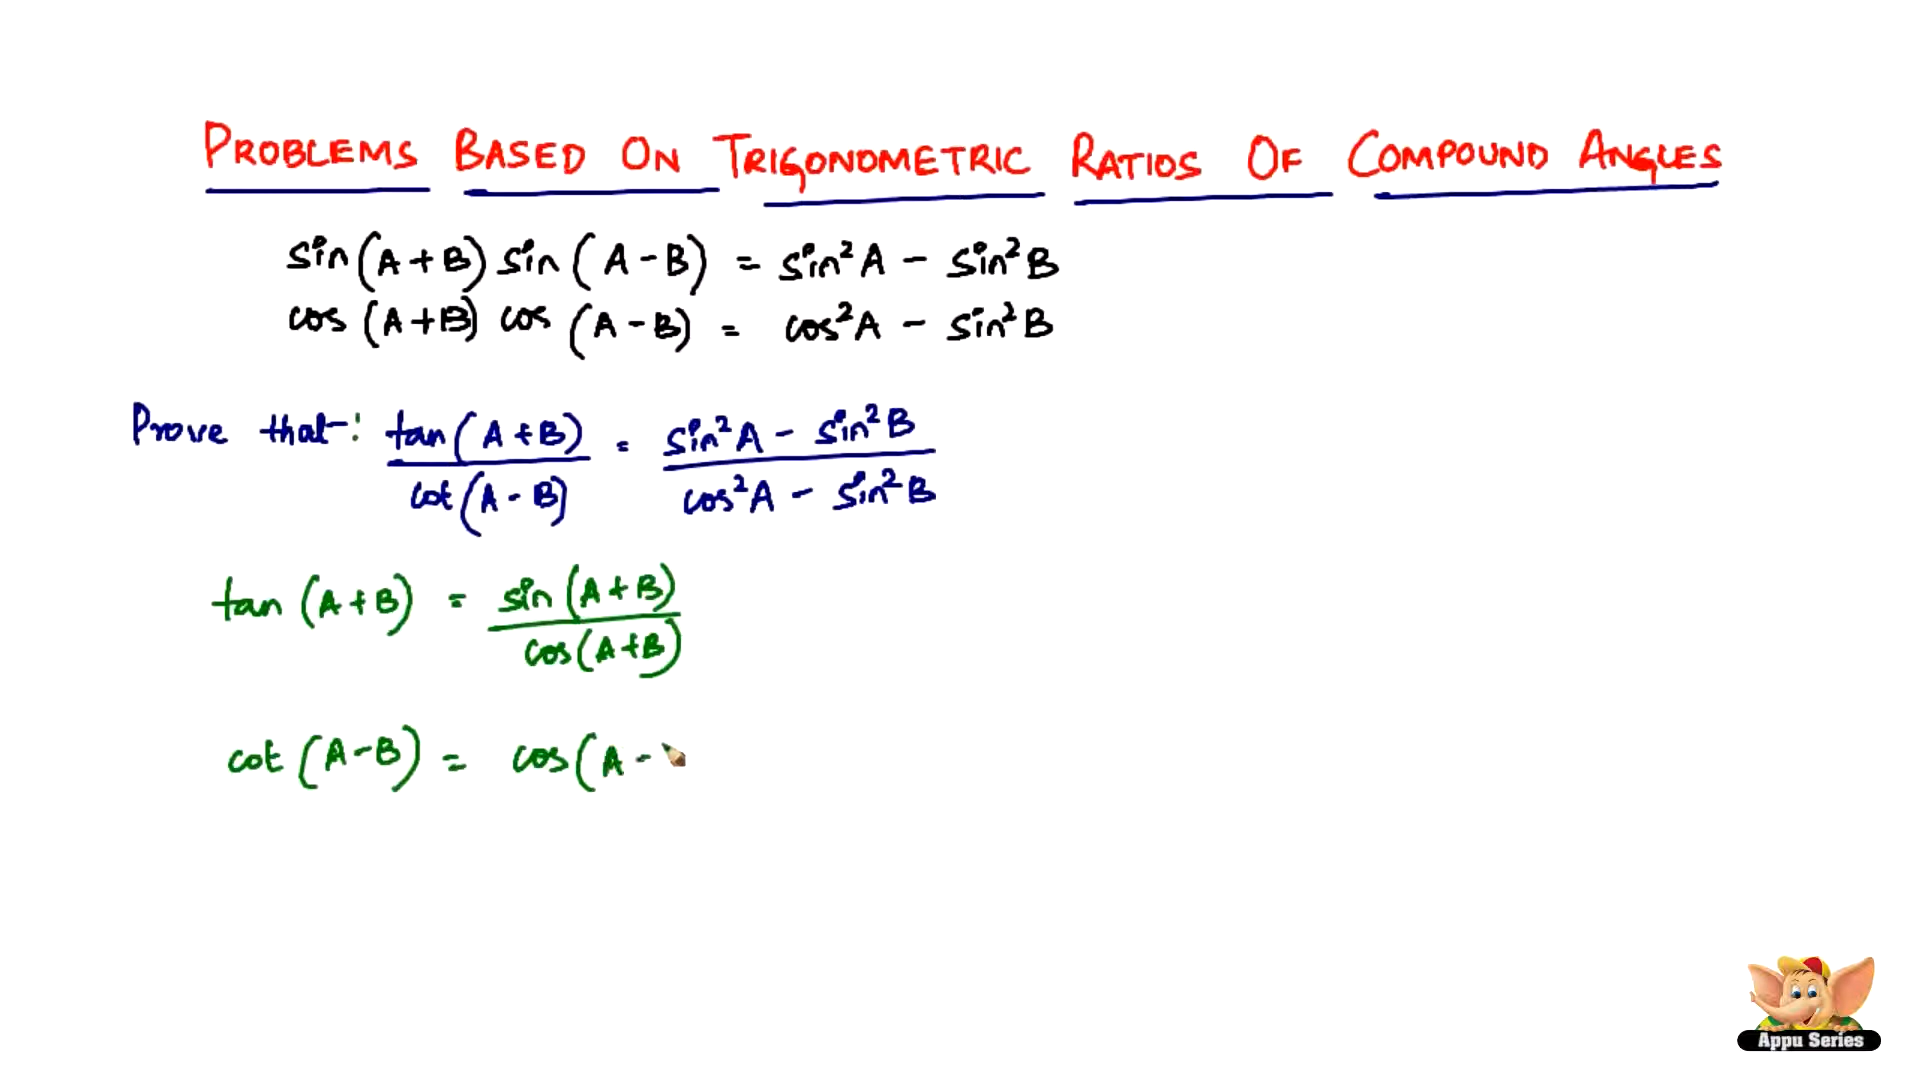 PROBLEMS BASED ON TRIGONOMETRIC RATIOS OF COMPOUND ANGLES
sin(A+B) sin(A-B) = sin²A - sin²B
cos(A+B) cos(A-B) = cos²A - sin²B
Prove that: tan(A+B)/cot(A-B) = (sin²A - sin²B)/(cos²A - sin²B)
tan(A+B) = sin(A+B)/cos(A+B)
cot(A-B) = cos(A-
Appu Series